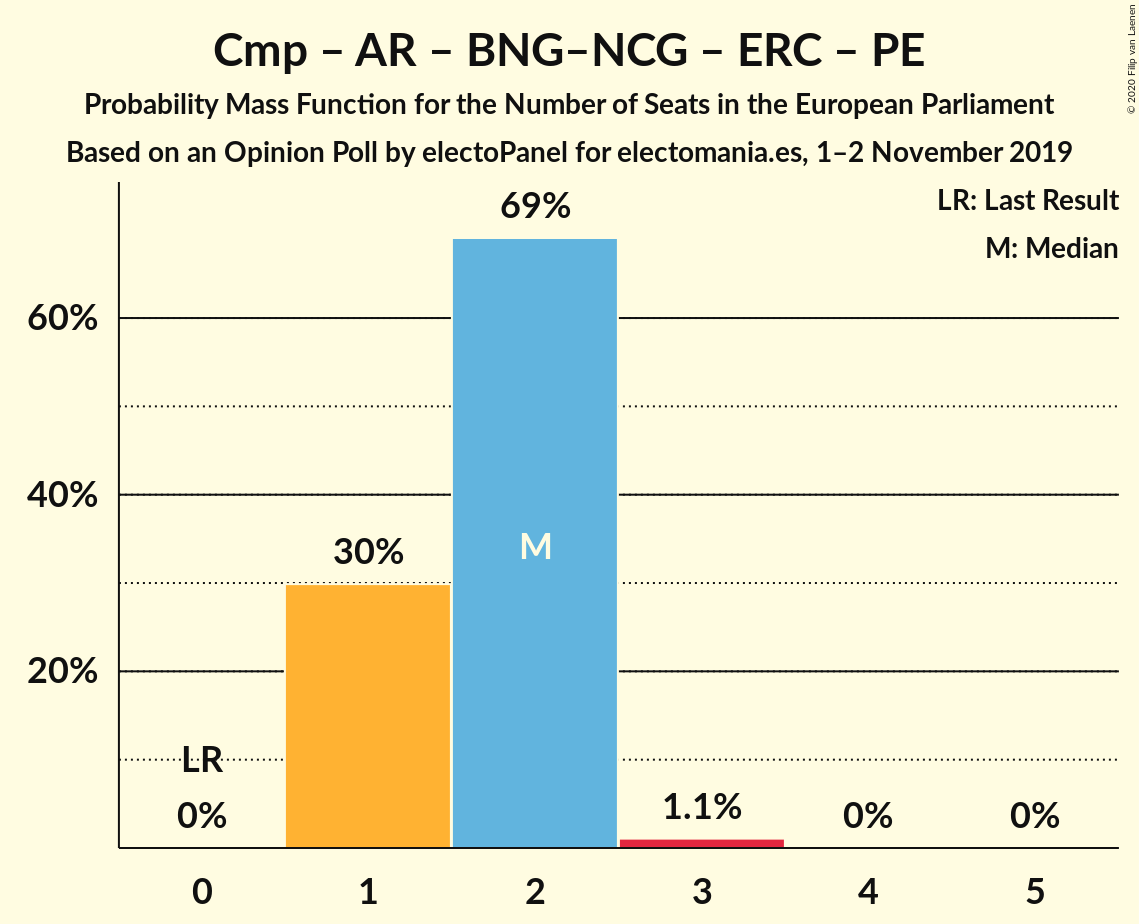 Cmp – AR – BNG–NCG – ERC – PE
Probability Mass Function for the Number of Seats in the European Parliament
Based on an Opinion Poll by electoPanel for electomania.es, 1–2 November 2019
© 2020 Filip van Laenen
LR: Last Result
M: Median
69%
60%
40%
30%
M
20%
LR
0%
1.1%
0%
0%
0 1 2 3 4 5